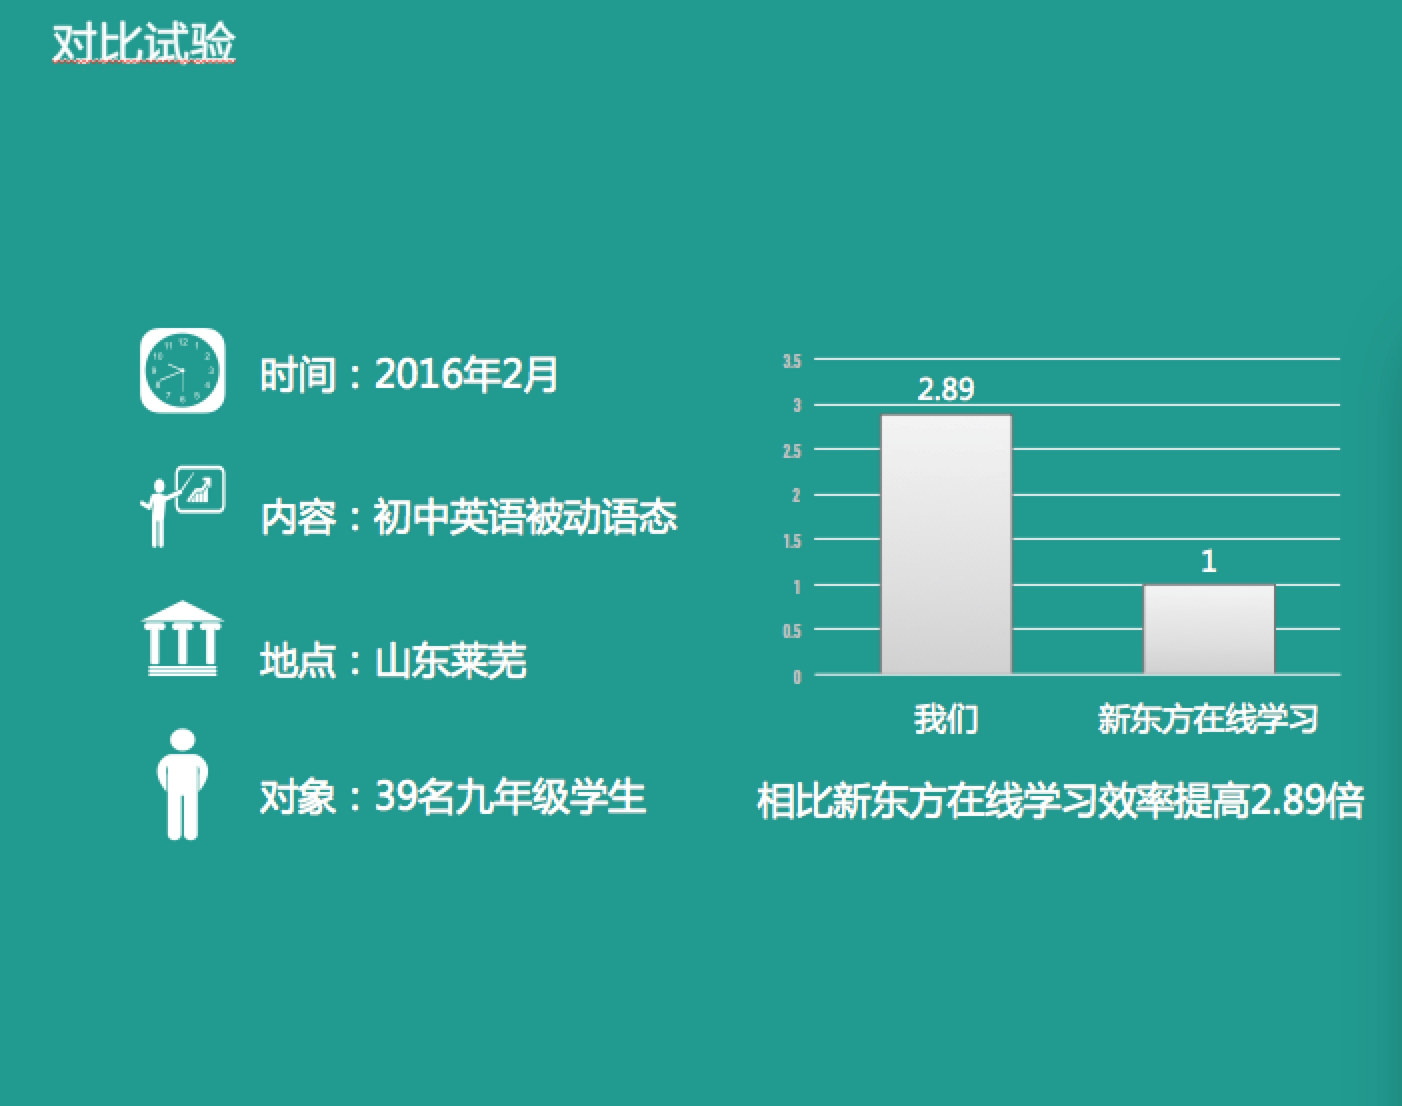 对比试验
时间：2016年2月
内容：初中英语被动语态
地点：山东莱芜
对象：39名九年级学生
3.5
3
2.5
2
1.5
1
0.5
0
2.89
1
我们
新东方在线学习
相比新东方在线学习效率提高2.89倍